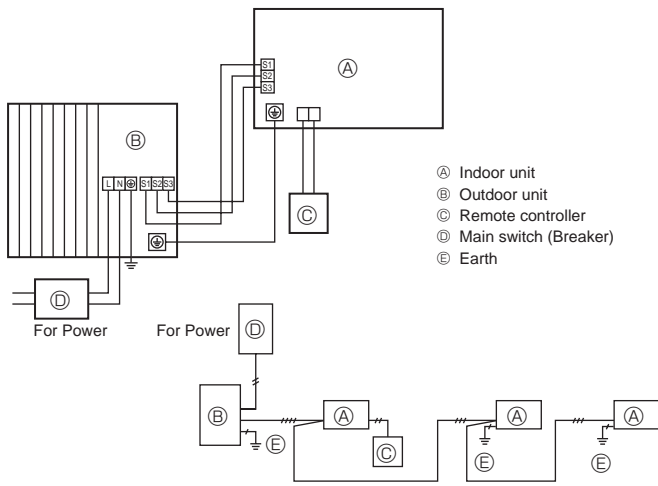 S1
S2
S3
Ⓐ
Ⓑ
L N S1 S2 S3
Ⓒ
Ⓐ Indoor unit
Ⓑ Outdoor unit
Ⓒ Remote controller
Ⓓ Main switch (Breaker)
Ⓔ Earth
Ⓓ
For Power
For Power Ⓓ
Ⓑ Ⓐ Ⓐ Ⓐ
Ⓔ Ⓒ Ⓔ Ⓔ